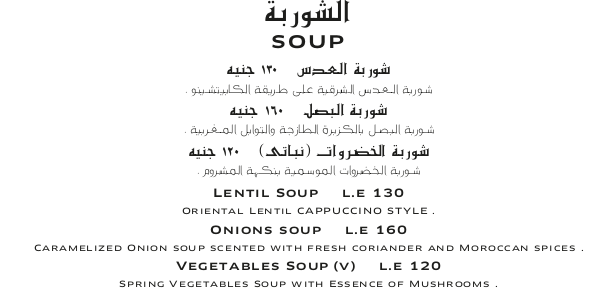 الشوربة
SOUP
شوربة العدس ١٣٠ جنيه
شوربة العدس الشرقية على طريقة الكابيتشينو .
شوربة البصل ١٦٠ جنيه
شوربة البصل بالكزبرة الطازجة والتوابل المغربية .
شوربة الخضروات (نباتى) ١٢٠ جنيه
شوربة الخضروات الموسمية بنكهة المشروم .
LENTIL SOUP L.E 130
ORIENTAL LENTIL CAPPUCCINO STYLE .
ONIONS SOUP L.E 160
CARAMELIZED ONION SOUP SCENTED WITH FRESH CORIANDER AND MOROCCAN SPICES .
VEGETABLES SOUP (V) L.E 120
SPRING VEGETABLES SOUP WITH ESSENCE OF MUSHROOMS .